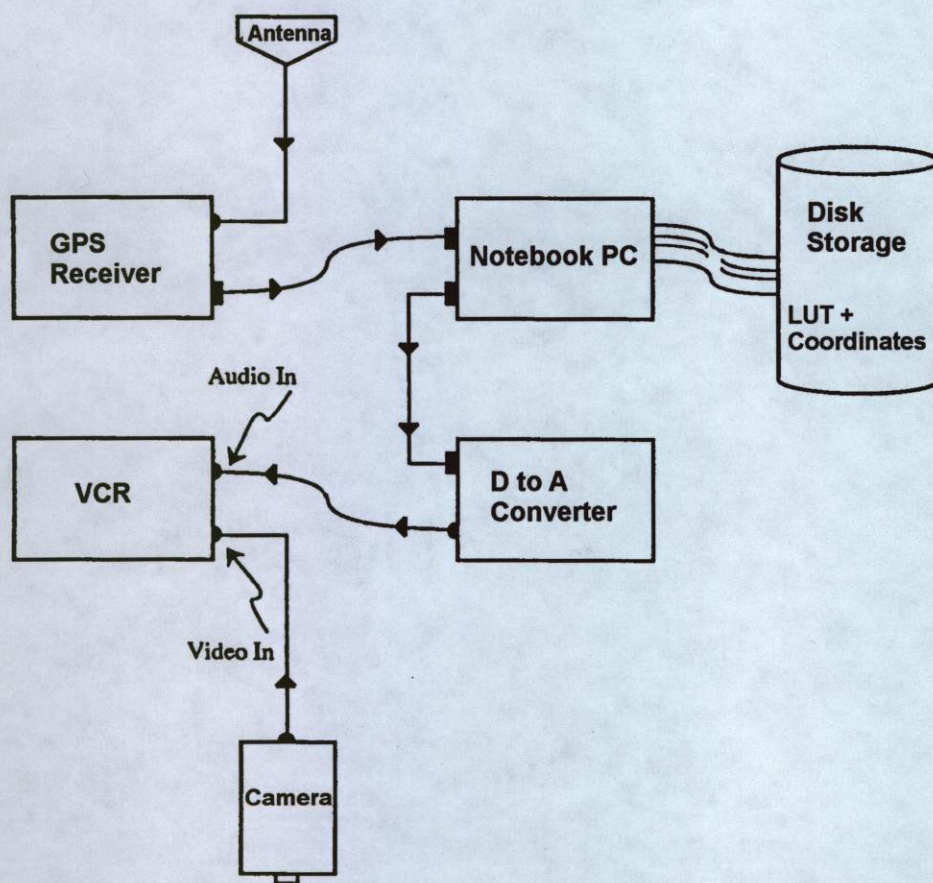 Antenna
GPS
Receiver
Notebook PC
Disk
Storage
LUT +
Coordinates
Audio In
VCR
D to A
Converter
Video In
Camera